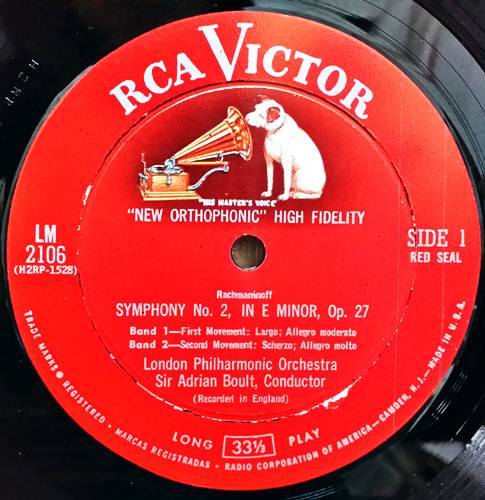 RCA VICTOR
"HIS MASTER'S VOICE"
"NEW ORTHOPHONIC" HIGH FIDELITY
LM
2106
(H2RP-1528)
SIDE 1
RED SEAL
Rachmaninoff
SYMPHONY No. 2, IN E MINOR, Op. 27
Band 1—First Movement: Largo; Allegro moderato
Band 2—Second Movement: Scherzo; Allegro molto
London Philharmonic Orchestra
Sir Adrian Boult, Conductor
(Recorded in England)
LONG 33⅓ PLAY
TRADE MARKS ® REGISTERED • MARCAS REGISTRADAS • RADIO CORPORATION OF AMERICA—CAMDEN, N.J.—MADE IN U.S.A.